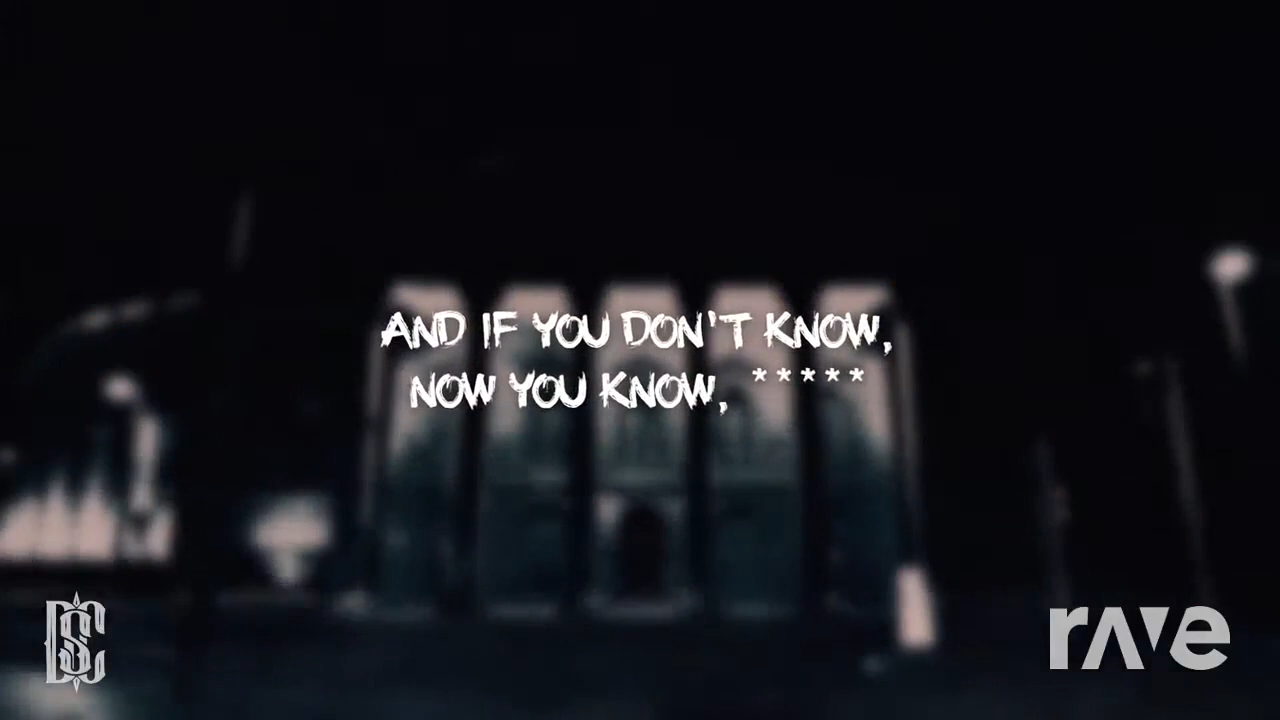 AND IF YOU DON'T KNOW,
NOW YOU KNOW, *****
rave